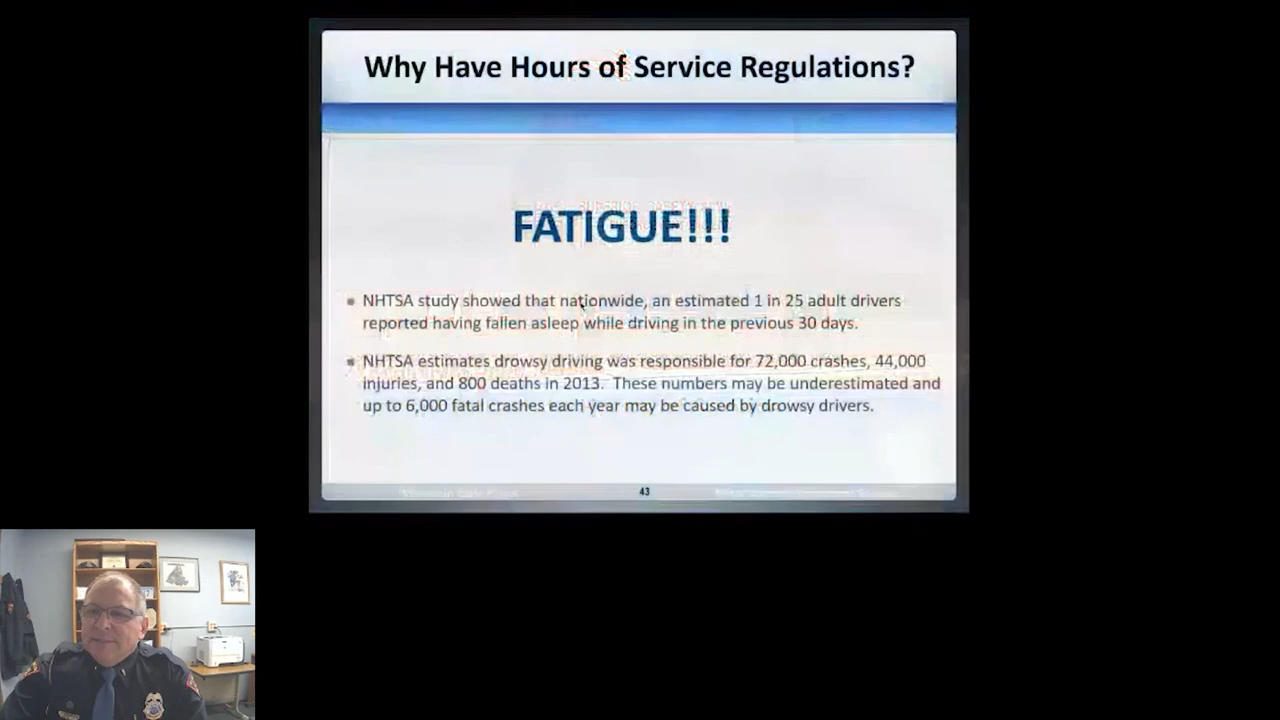 Why Have Hours of Service Regulations?
FATIGUE!!!
NHTSA study showed that nationwide, an estimated 1 in 25 adult drivers
reported having fallen asleep while driving in the previous 30 days.
NHTSA estimates drowsy driving was responsible for 72,000 crashes, 44,000
injuries, and 800 deaths in 2013. These numbers may be underestimated and
up to 6,000 fatal crashes each year may be caused by drowsy drivers.
43